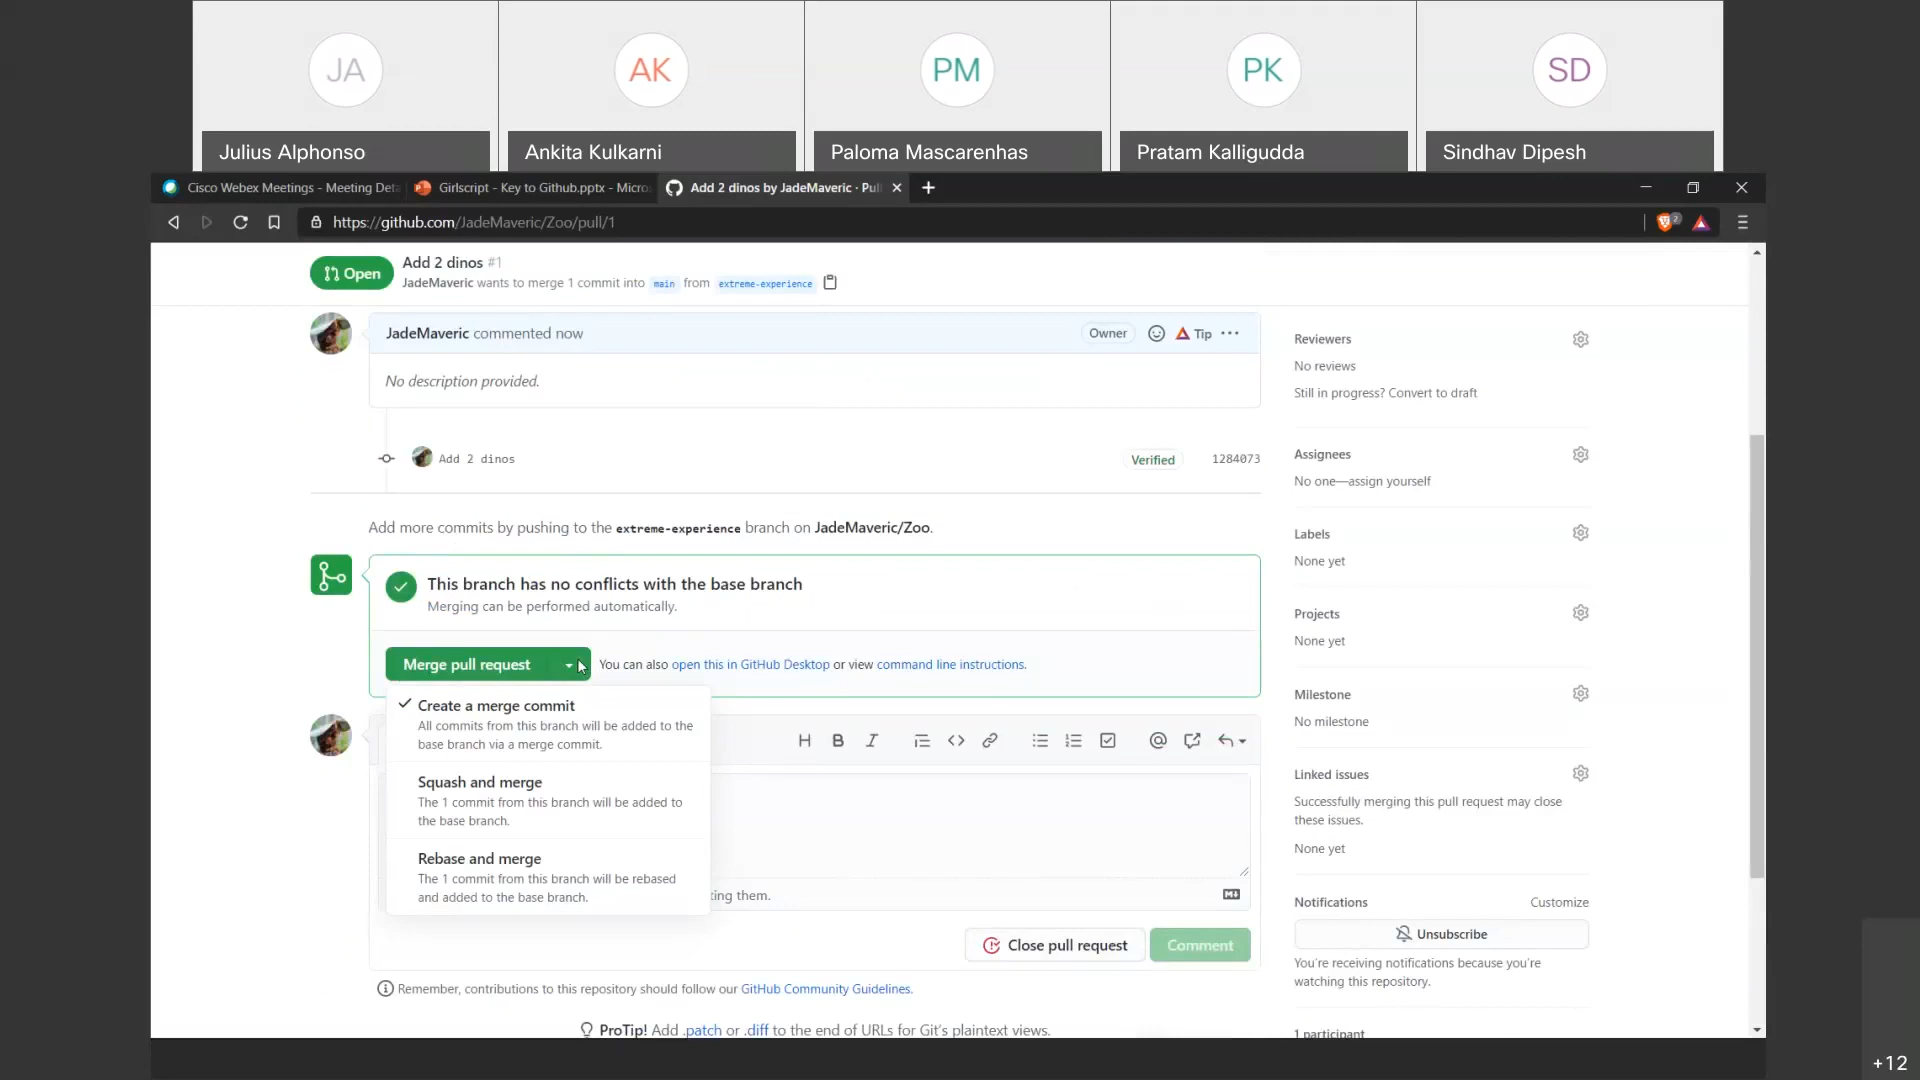 JA
AK
PM
PK
SD
Julius Alphonso
Ankita Kulkarni
Paloma Mascarenhas
Pratam Kalligudda
Sindhav Dipesh
Cisco Webex Meetings - Meeting Deta
Girlscript - Key to Github.pptx - Micro
Add 2 dinos by JadeMaveric · Pul
https://github.com/JadeMaveric/Zoo/pull/1
2
Open
Add 2 dinos #1
JadeMaveric wants to merge 1 commit into main from extreme-experience
JadeMaveric commented now
Owner
Tip
No description provided.
Add 2 dinos
Verified
1284073
Add more commits by pushing to the extreme-experience branch on JadeMaveric/Zoo.
This branch has no conflicts with the base branch
Merging can be performed automatically.
Merge pull request
You can also open this in GitHub Desktop or view command line instructions.
Create a merge commit
All commits from this branch will be added to the
base branch via a merge commit.
Squash and merge
The 1 commit from this branch will be added to
the base branch.
Rebase and merge
The 1 commit from this branch will be rebased
and added to the base branch.
ting them.
Close pull request
Comment
Remember, contributions to this repository should follow our GitHub Community Guidelines.
ProTip! Add .patch or .diff to the end of URLs for Git's plaintext views.
Reviewers
No reviews
Still in progress? Convert to draft
Assignees
No one—assign yourself
Labels
None yet
Projects
None yet
Milestone
No milestone
Linked issues
Successfully merging this pull request may close
these issues.
None yet
Notifications
Customize
Unsubscribe
You're receiving notifications because you're
watching this repository.
1 participant
+12